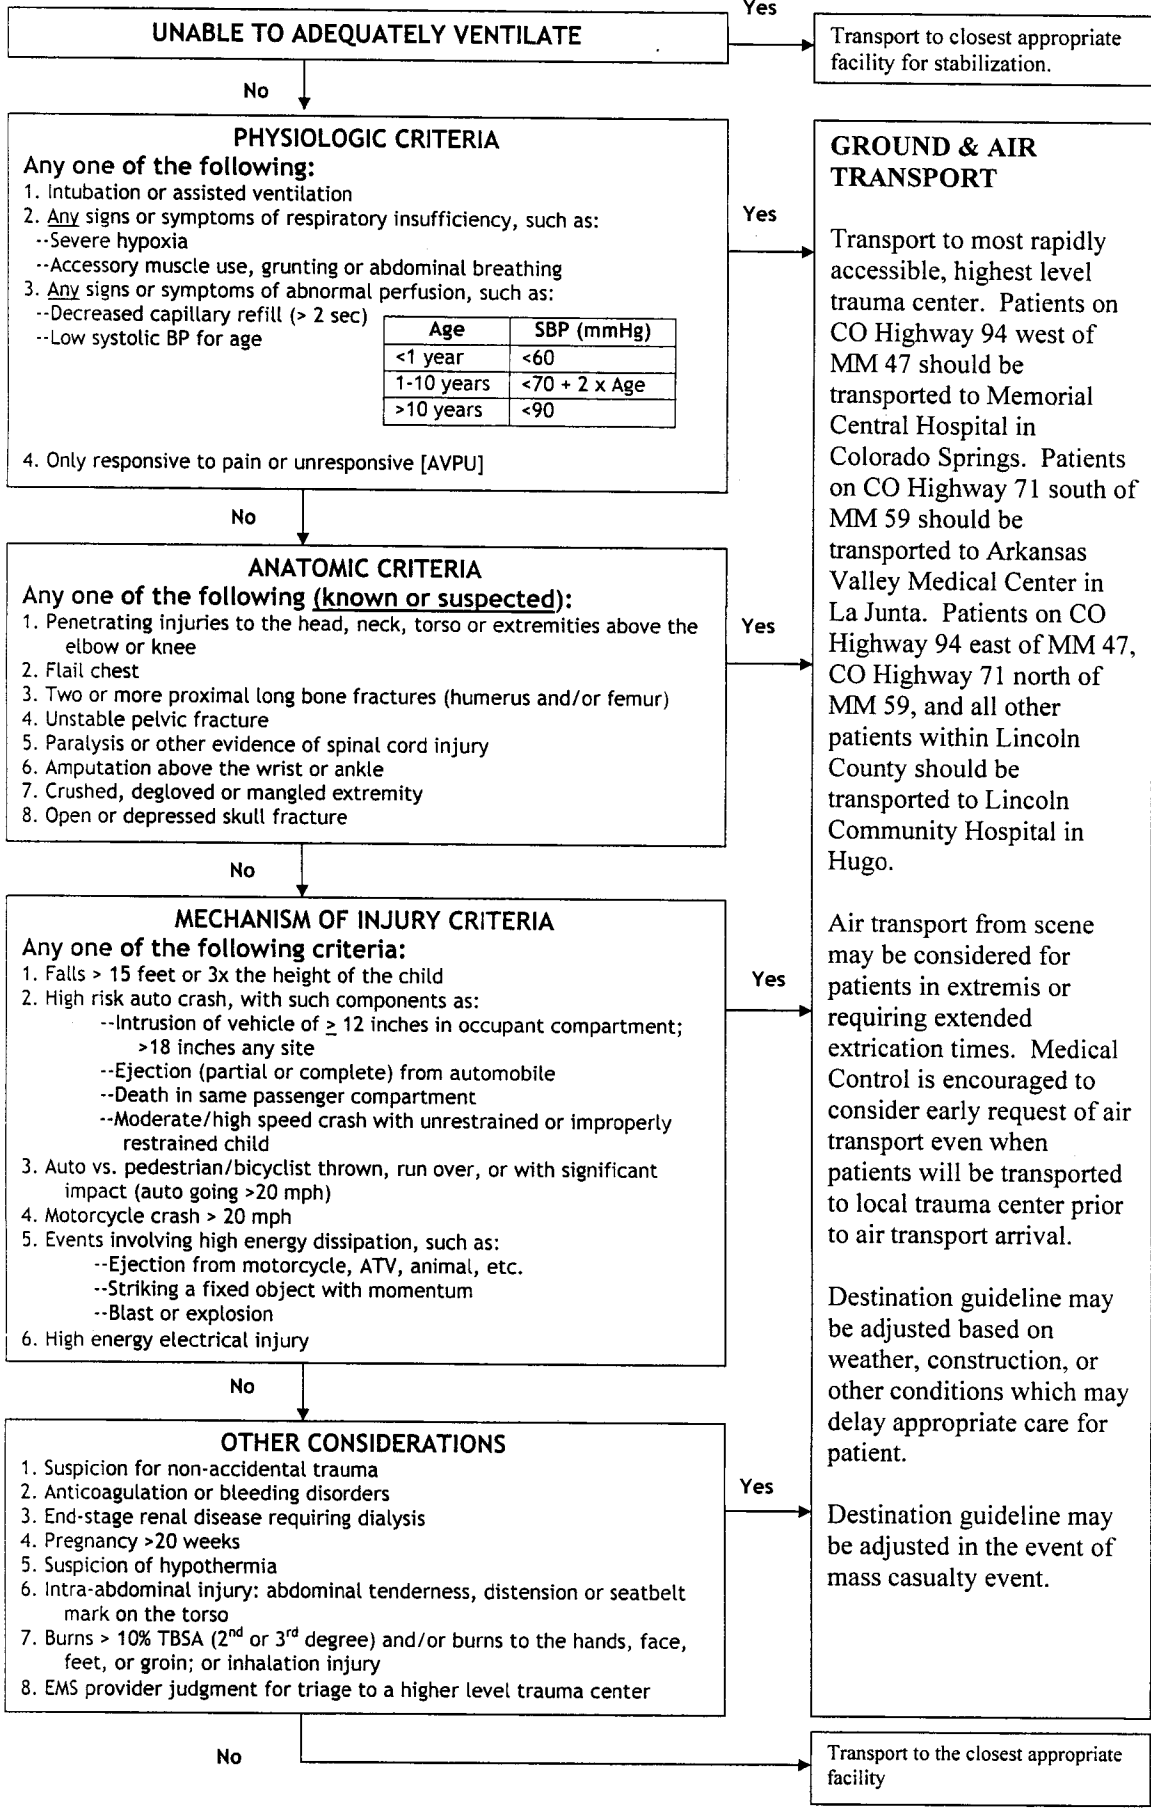 Yes
UNABLE TO ADEQUATELY VENTILATE
Transport to closest appropriate
facility for stabilization.
No
PHYSIOLOGIC CRITERIA
Any one of the following:
1. Intubation or assisted ventilation
2. Any signs or symptoms of respiratory insufficiency, such as:
--Severe hypoxia
--Accessory muscle use, grunting or abdominal breathing
3. Any signs or symptoms of abnormal perfusion, such as:
--Decreased capillary refill (> 2 sec)
--Low systolic BP for age
Age SBP (mmHg)
<1 year <60
1-10 years <70 + 2 x Age
>10 years <90
4. Only responsive to pain or unresponsive [AVPU]
Yes
No
ANATOMIC CRITERIA
Any one of the following (known or suspected):
1. Penetrating injuries to the head, neck, torso or extremities above the
elbow or knee
2. Flail chest
3. Two or more proximal long bone fractures (humerus and/or femur)
4. Unstable pelvic fracture
5. Paralysis or other evidence of spinal cord injury
6. Amputation above the wrist or ankle
7. Crushed, degloved or mangled extremity
8. Open or depressed skull fracture
Yes
No
MECHANISM OF INJURY CRITERIA
Any one of the following criteria:
1. Falls > 15 feet or 3x the height of the child
2. High risk auto crash, with such components as:
--Intrusion of vehicle of ≥ 12 inches in occupant compartment;
>18 inches any site
--Ejection (partial or complete) from automobile
--Death in same passenger compartment
--Moderate/high speed crash with unrestrained or improperly
restrained child
3. Auto vs. pedestrian/bicyclist thrown, run over, or with significant
impact (auto going >20 mph)
4. Motorcycle crash > 20 mph
5. Events involving high energy dissipation, such as:
--Ejection from motorcycle, ATV, animal, etc.
--Striking a fixed object with momentum
--Blast or explosion
6. High energy electrical injury
Yes
No
OTHER CONSIDERATIONS
1. Suspicion for non-accidental trauma
2. Anticoagulation or bleeding disorders
3. End-stage renal disease requiring dialysis
4. Pregnancy >20 weeks
5. Suspicion of hypothermia
6. Intra-abdominal injury: abdominal tenderness, distension or seatbelt
mark on the torso
7. Burns > 10% TBSA (2nd or 3rd degree) and/or burns to the hands, face,
feet, or groin; or inhalation injury
8. EMS provider judgment for triage to a higher level trauma center
Yes
No
GROUND & AIR
TRANSPORT
Transport to most rapidly
accessible, highest level
trauma center. Patients on
CO Highway 94 west of
MM 47 should be
transported to Memorial
Central Hospital in
Colorado Springs. Patients
on CO Highway 71 south of
MM 59 should be
transported to Arkansas
Valley Medical Center in
La Junta. Patients on CO
Highway 94 east of MM 47,
CO Highway 71 north of
MM 59, and all other
patients within Lincoln
County should be
transported to Lincoln
Community Hospital in
Hugo.
Air transport from scene
may be considered for
patients in extremis or
requiring extended
extrication times. Medical
Control is encouraged to
consider early request of air
transport even when
patients will be transported
to local trauma center prior
to air transport arrival.
Destination guideline may
be adjusted based on
weather, construction, or
other conditions which may
delay appropriate care for
patient.
Destination guideline may
be adjusted in the event of
mass casualty event.
Transport to the closest appropriate
facility